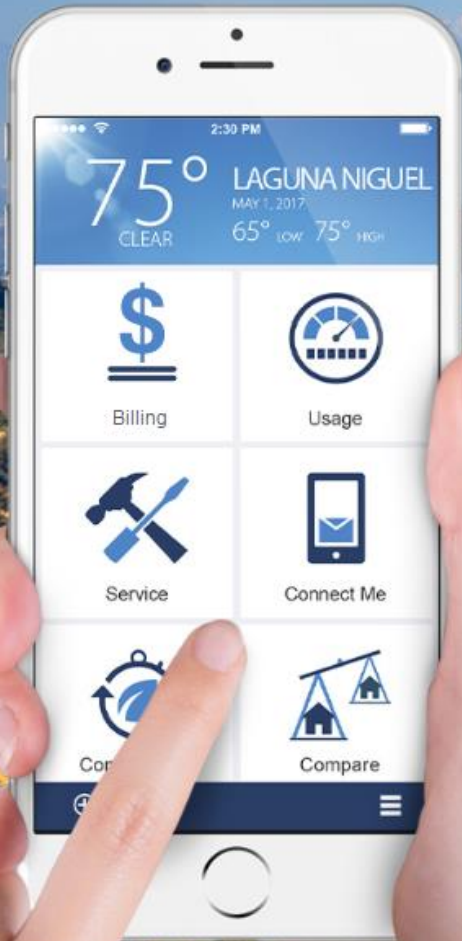 2:30 PM
75°
CLEAR
LAGUNA NIGUEL
MAY 1, 2017
65° LOW 75° HIGH
Billing
Usage
Service
Connect Me
Compare